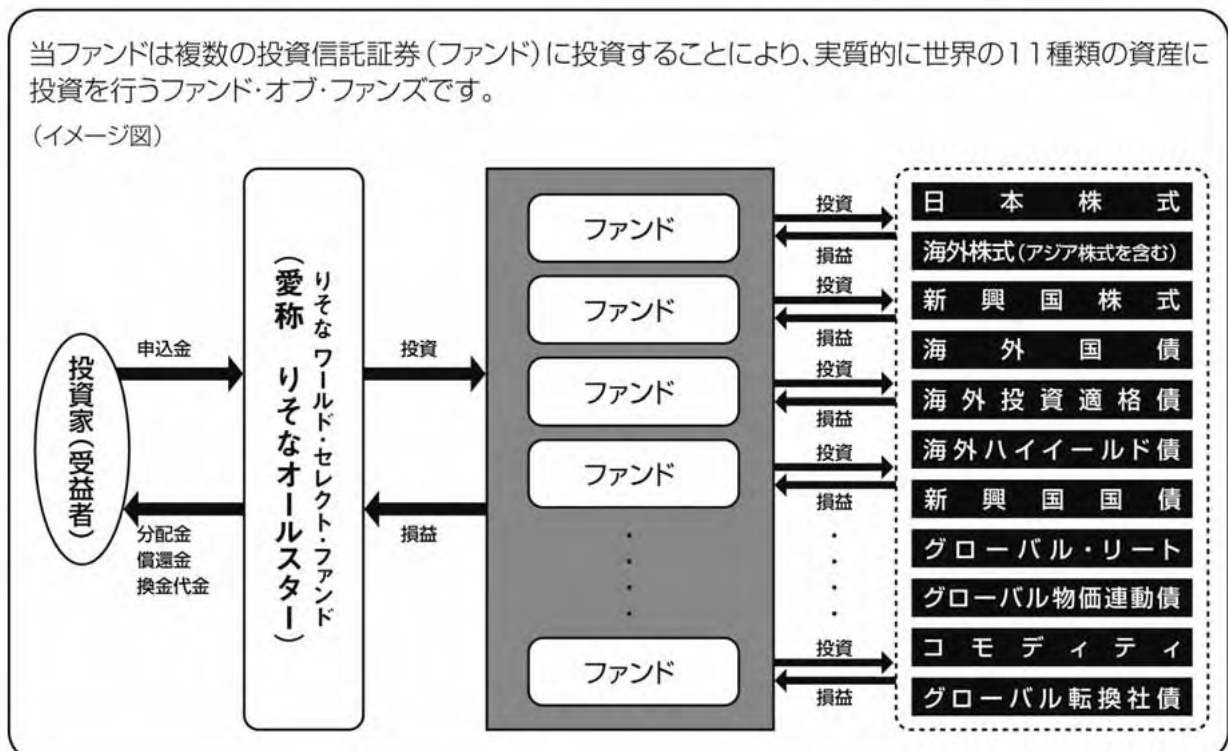 当ファンドは複数の投資信託証券(ファンド)に投資することにより、実質的に世界の11種類の資産に
投資を行うファンド・オブ・ファンズです。
(イメージ図)
投資家(受益者)
申込金
分配金
償還金
換金代金
りそな ワールド・セレクト・ファンド
(愛称 りそなオールスター)
投資
損益
ファンド
ファンド
ファンド
ファンド
・
・
・
・
ファンド
投資
損益
投資
損益
投資
損益
投資
損益
・
・
・
・
投資
損益
日本株式
海外株式(アジア株式を含む)
新興国株式
海外国債
海外投資適格債
海外ハイイールド債
新興国国債
グローバル・リート
グローバル物価連動債
コモディティ
グローバル転換社債